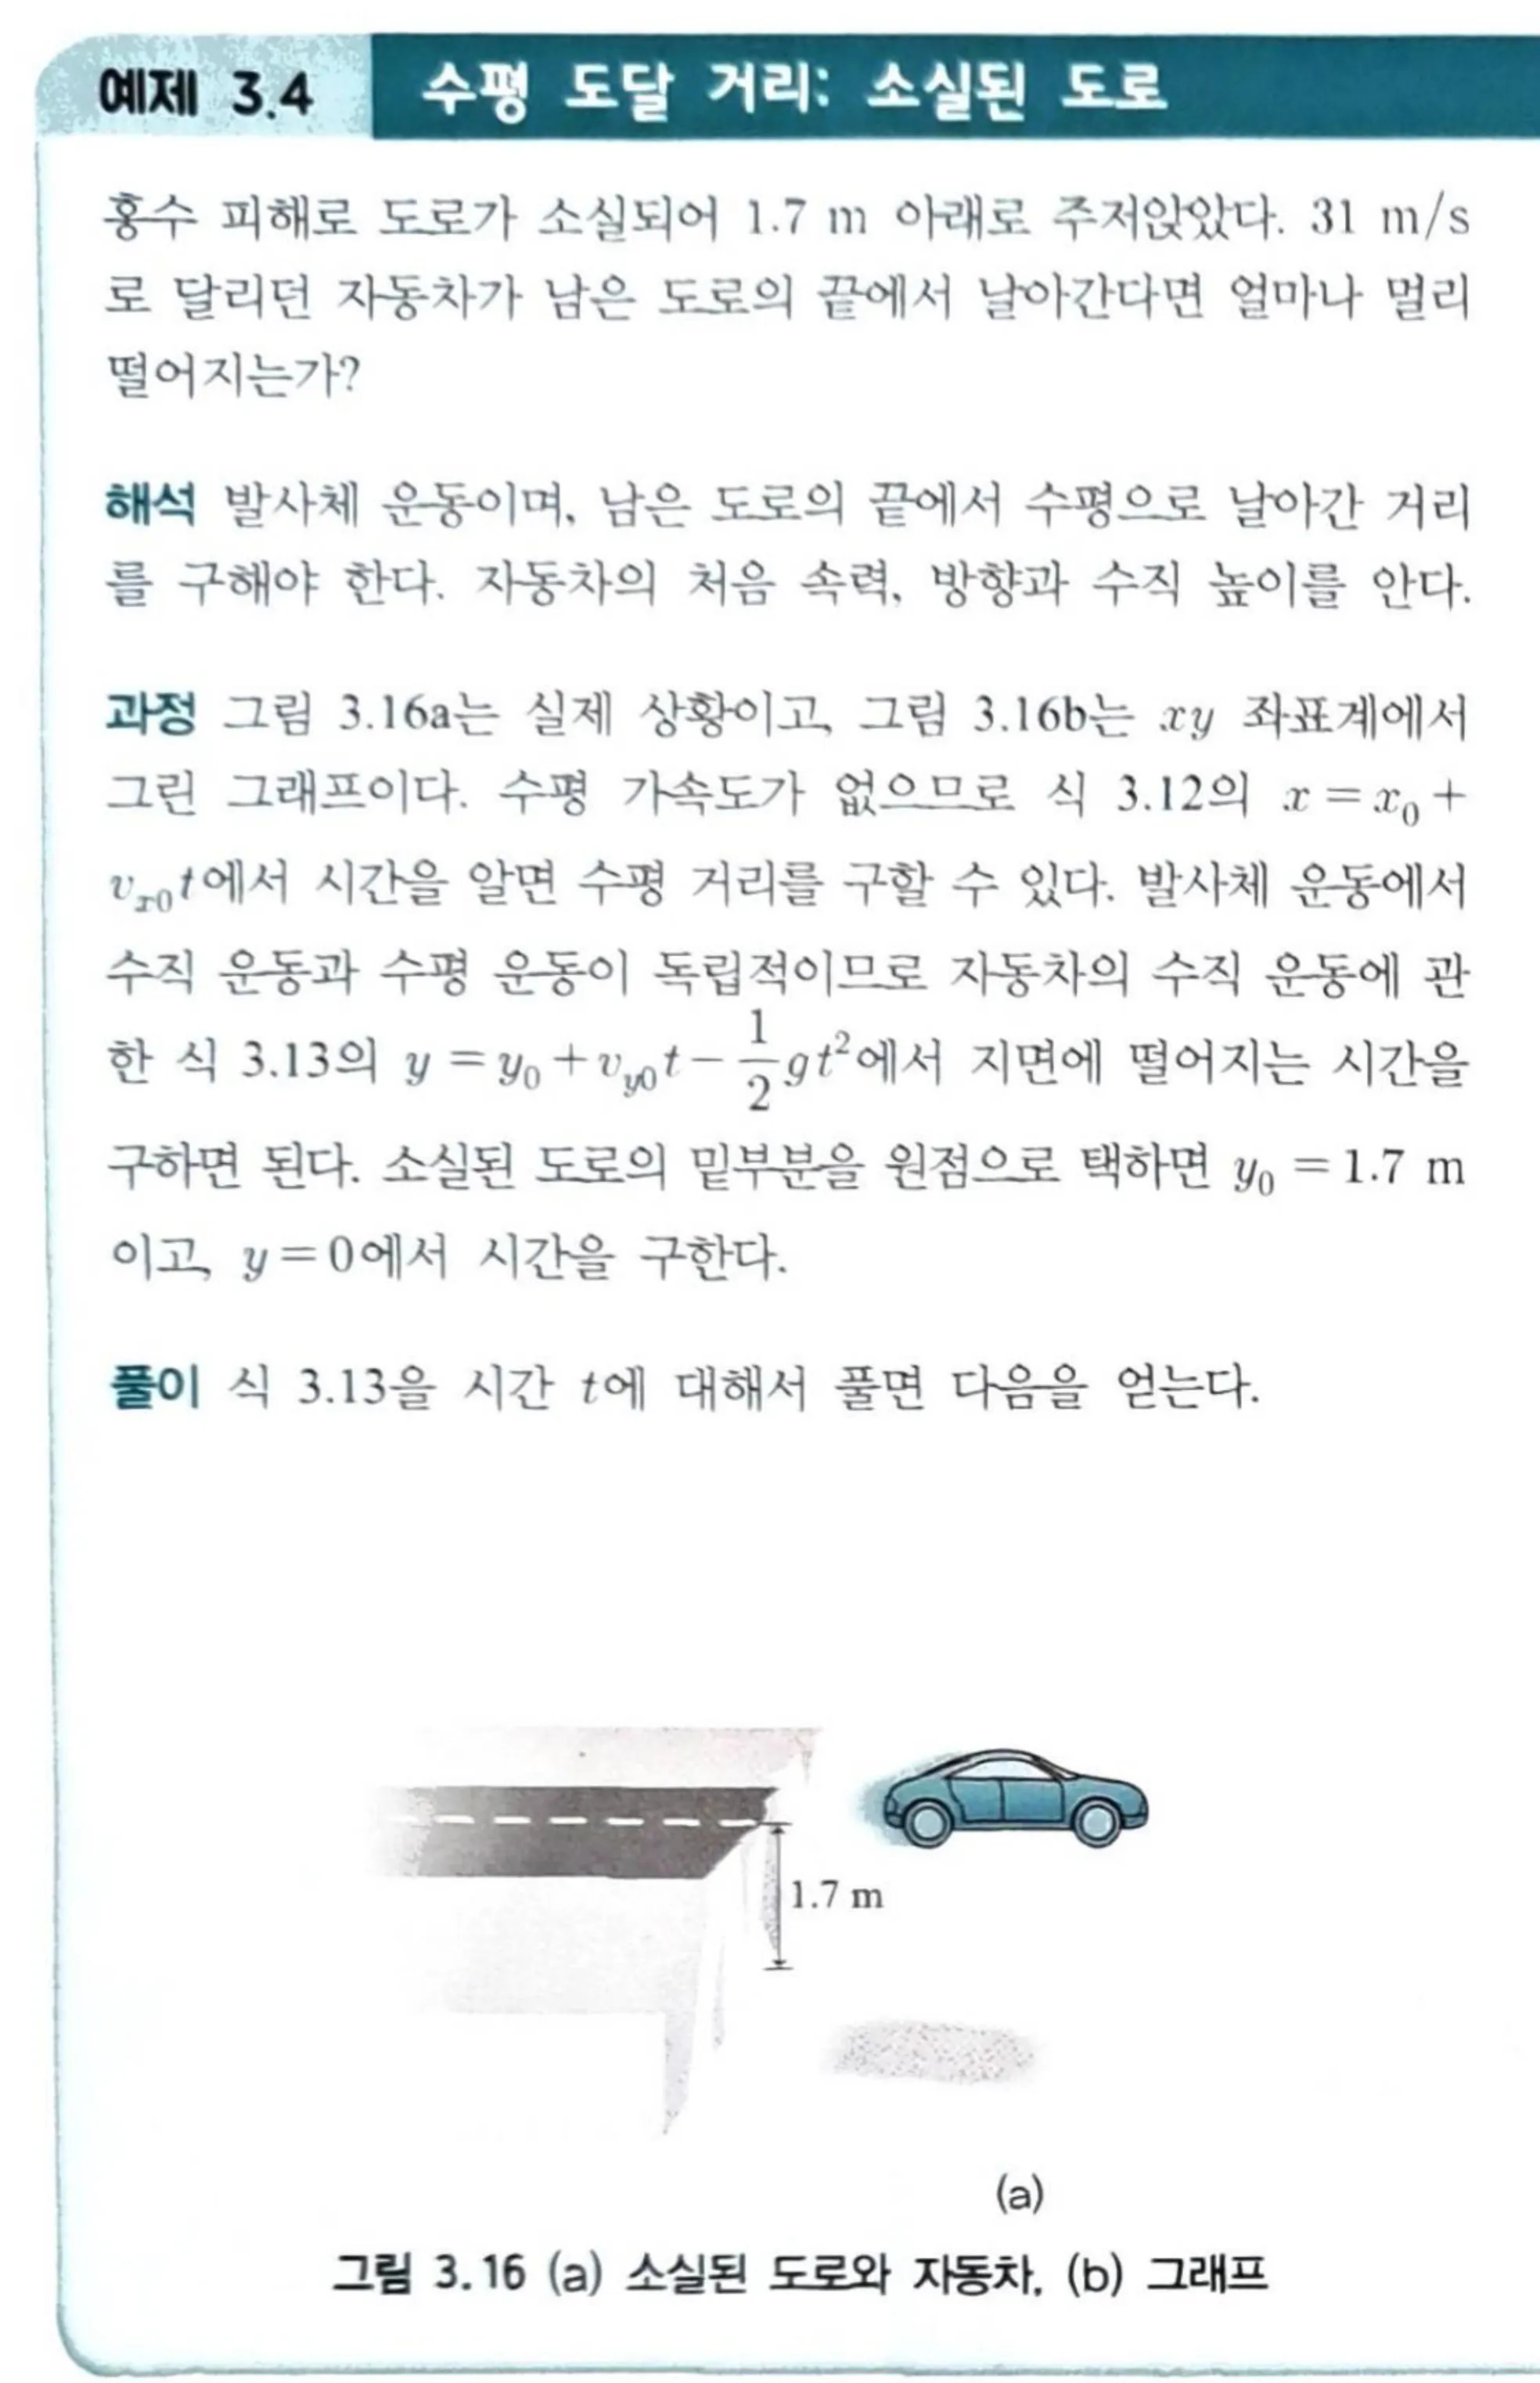 예제 3.4 수평 도달 거리: 소실된 도로
홍수 피해로 도로가 소실되어 1.7 m 아래로 주저앉았다. 31 m/s
로 달리던 자동차가 남은 도로의 끝에서 날아간다면 얼마나 멀리
떨어지는가?
해석 발사체 운동이며, 남은 도로의 끝에서 수평으로 날아간 거리
를 구해야 한다. 자동차의 처음 속력, 방향과 수직 높이를 안다.
과정 그림 3.16a는 실제 상황이고, 그림 3.16b는 xy 좌표계에서
그린 그래프이다. 수평 가속도가 없으므로 식 3.12의 x = x₀ +
vₓ₀t에서 시간을 알면 수평 거리를 구할 수 있다. 발사체 운동에서
수직 운동과 수평 운동이 독립적이므로 자동차의 수직 운동에 관
한 식 3.13의 y = y₀ + v_{y0}t − \frac{1}{2}gt²에서 지면에 떨어지는 시간을
구하면 된다. 소실된 도로의 밑부분을 원점으로 택하면 y₀ = 1.7 m
이고, y = 0에서 시간을 구한다.
풀이 식 3.13을 시간 t에 대해서 풀면 다음을 얻는다.
1.7 m
(a)
그림 3.16 (a) 소실된 도로와 자동차, (b) 그래프